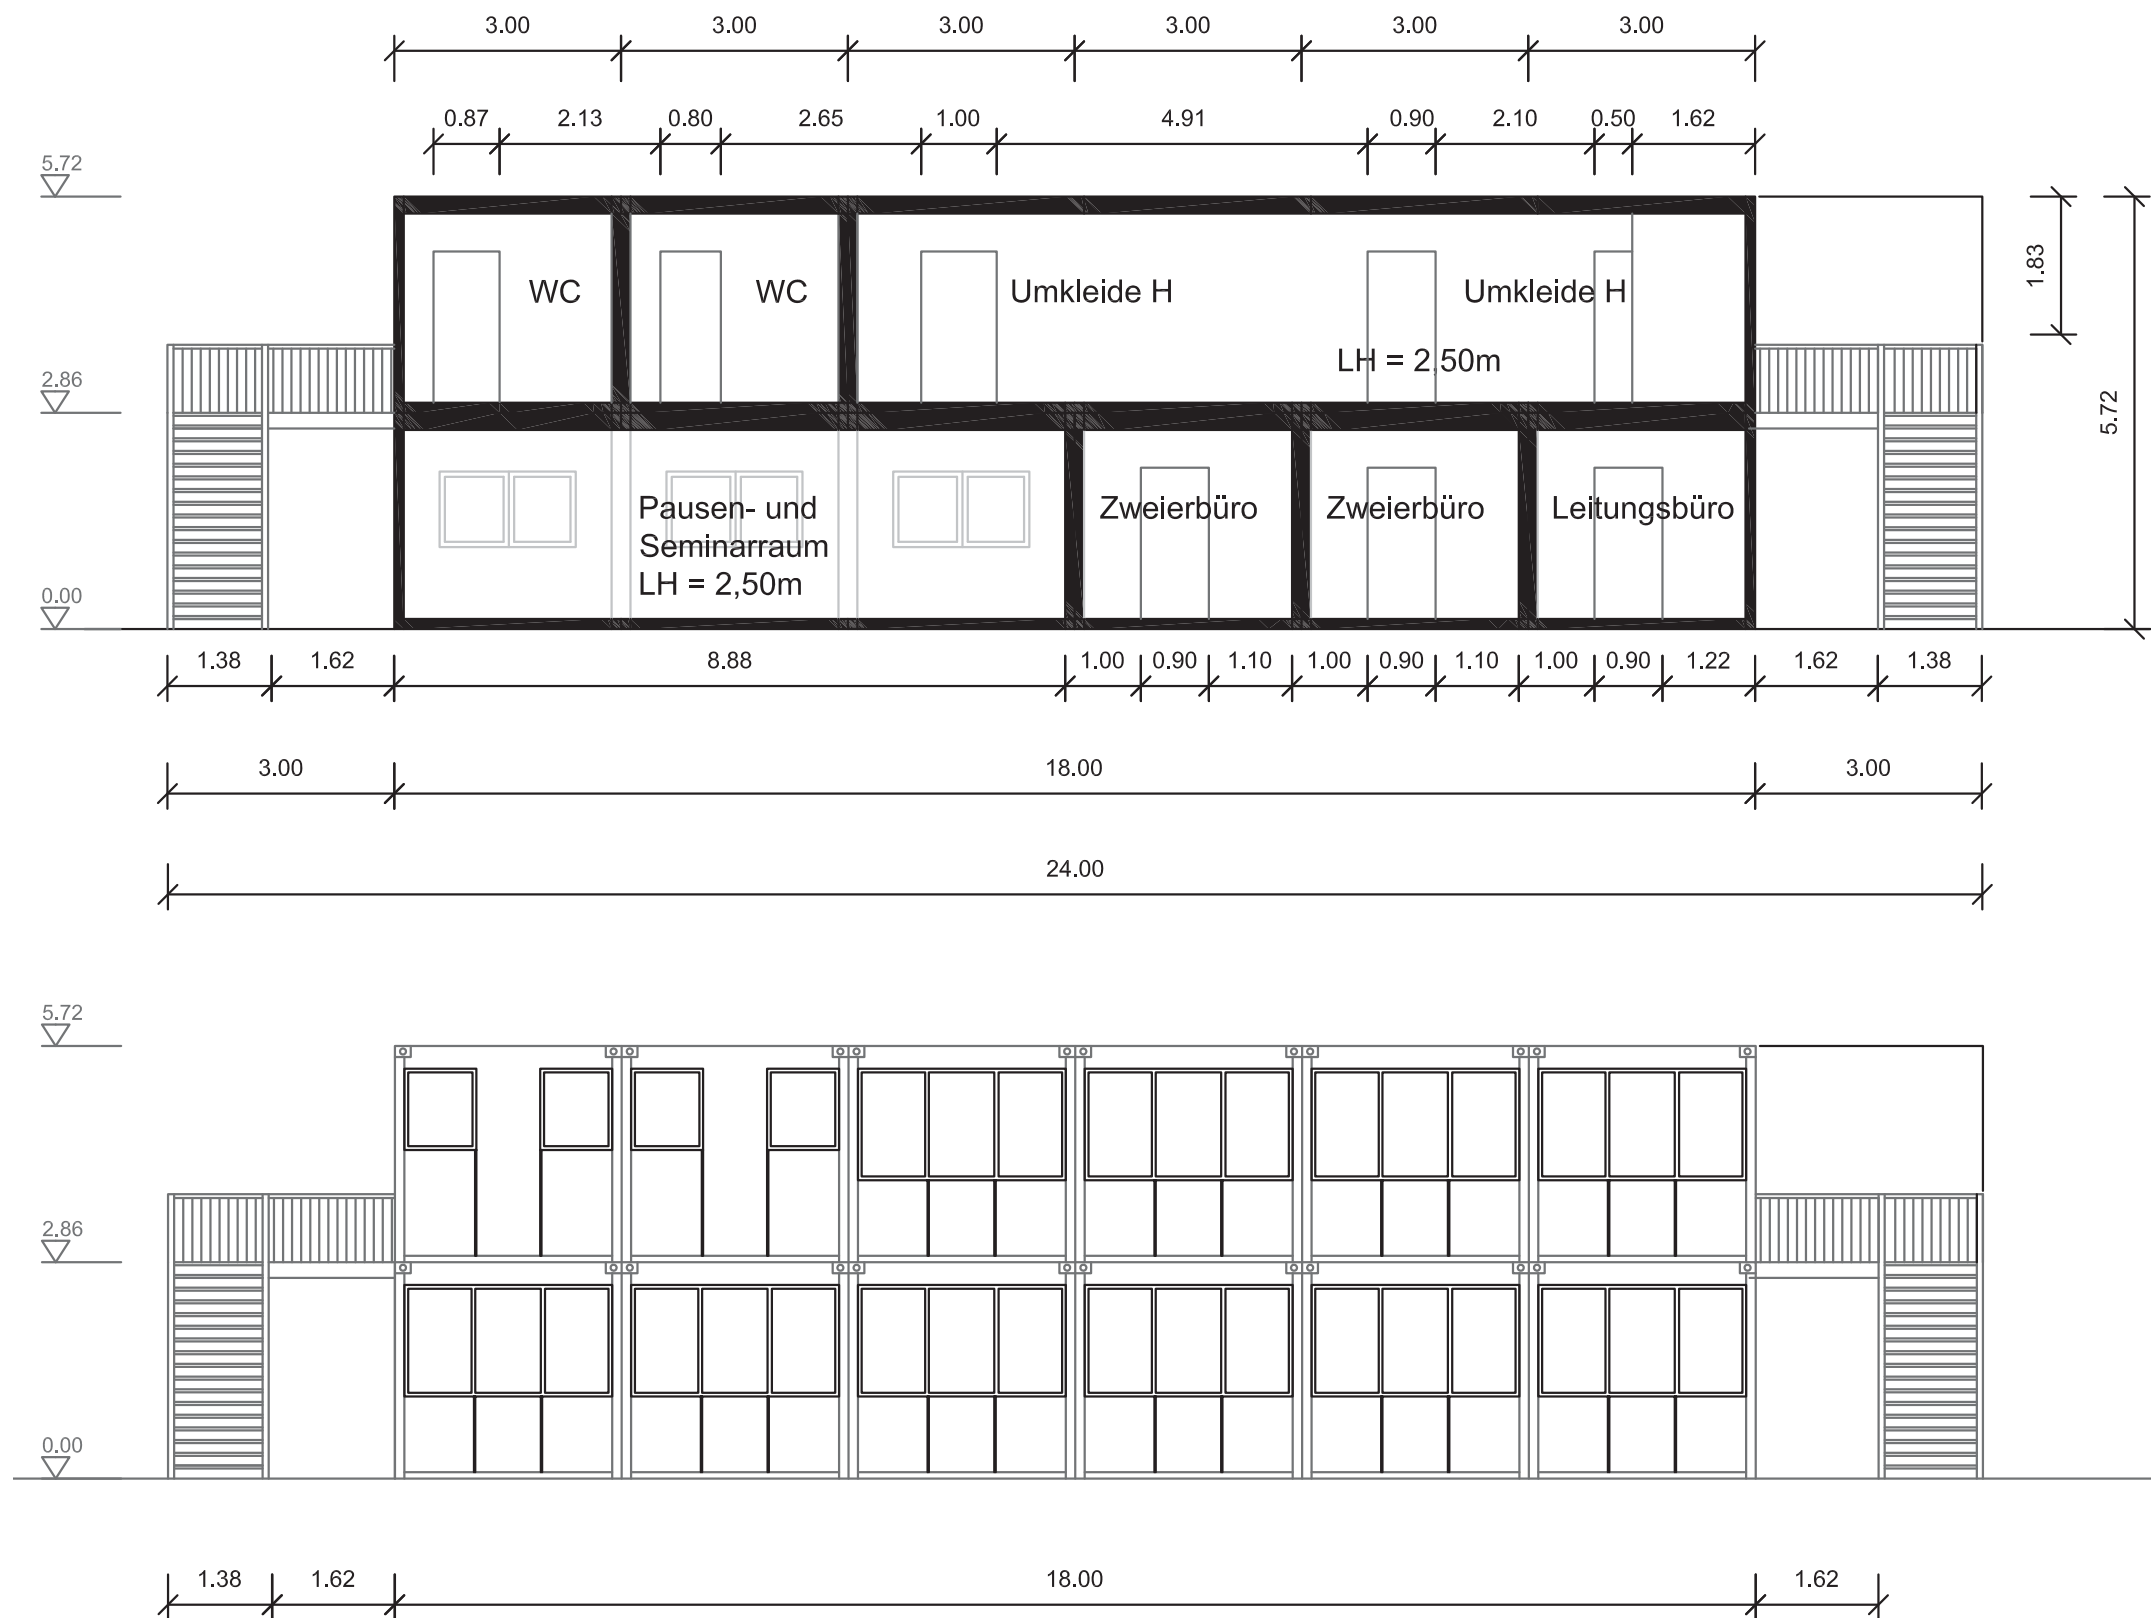 3.00 3.00 3.00 3.00 3.00 3.00
0.87 2.13 0.80 2.65 1.00 4.91 0.90 2.10 0.50 1.62
5.72
WC WC Umkleide H Umkleide H
1.83
LH = 2,50m
2.86
5.72
Pausen- und Zweierbüro Zweierbüro Leitungsbüro
Seminarraum
LH = 2,50m
0.00
1.38 1.62 8.88 1.00 0.90 1.10 1.00 0.90 1.10 1.00 0.90 1.22 1.62 1.38
3.00 18.00 3.00
24.00
5.72
2.86
0.00
1.38 1.62 18.00 1.62